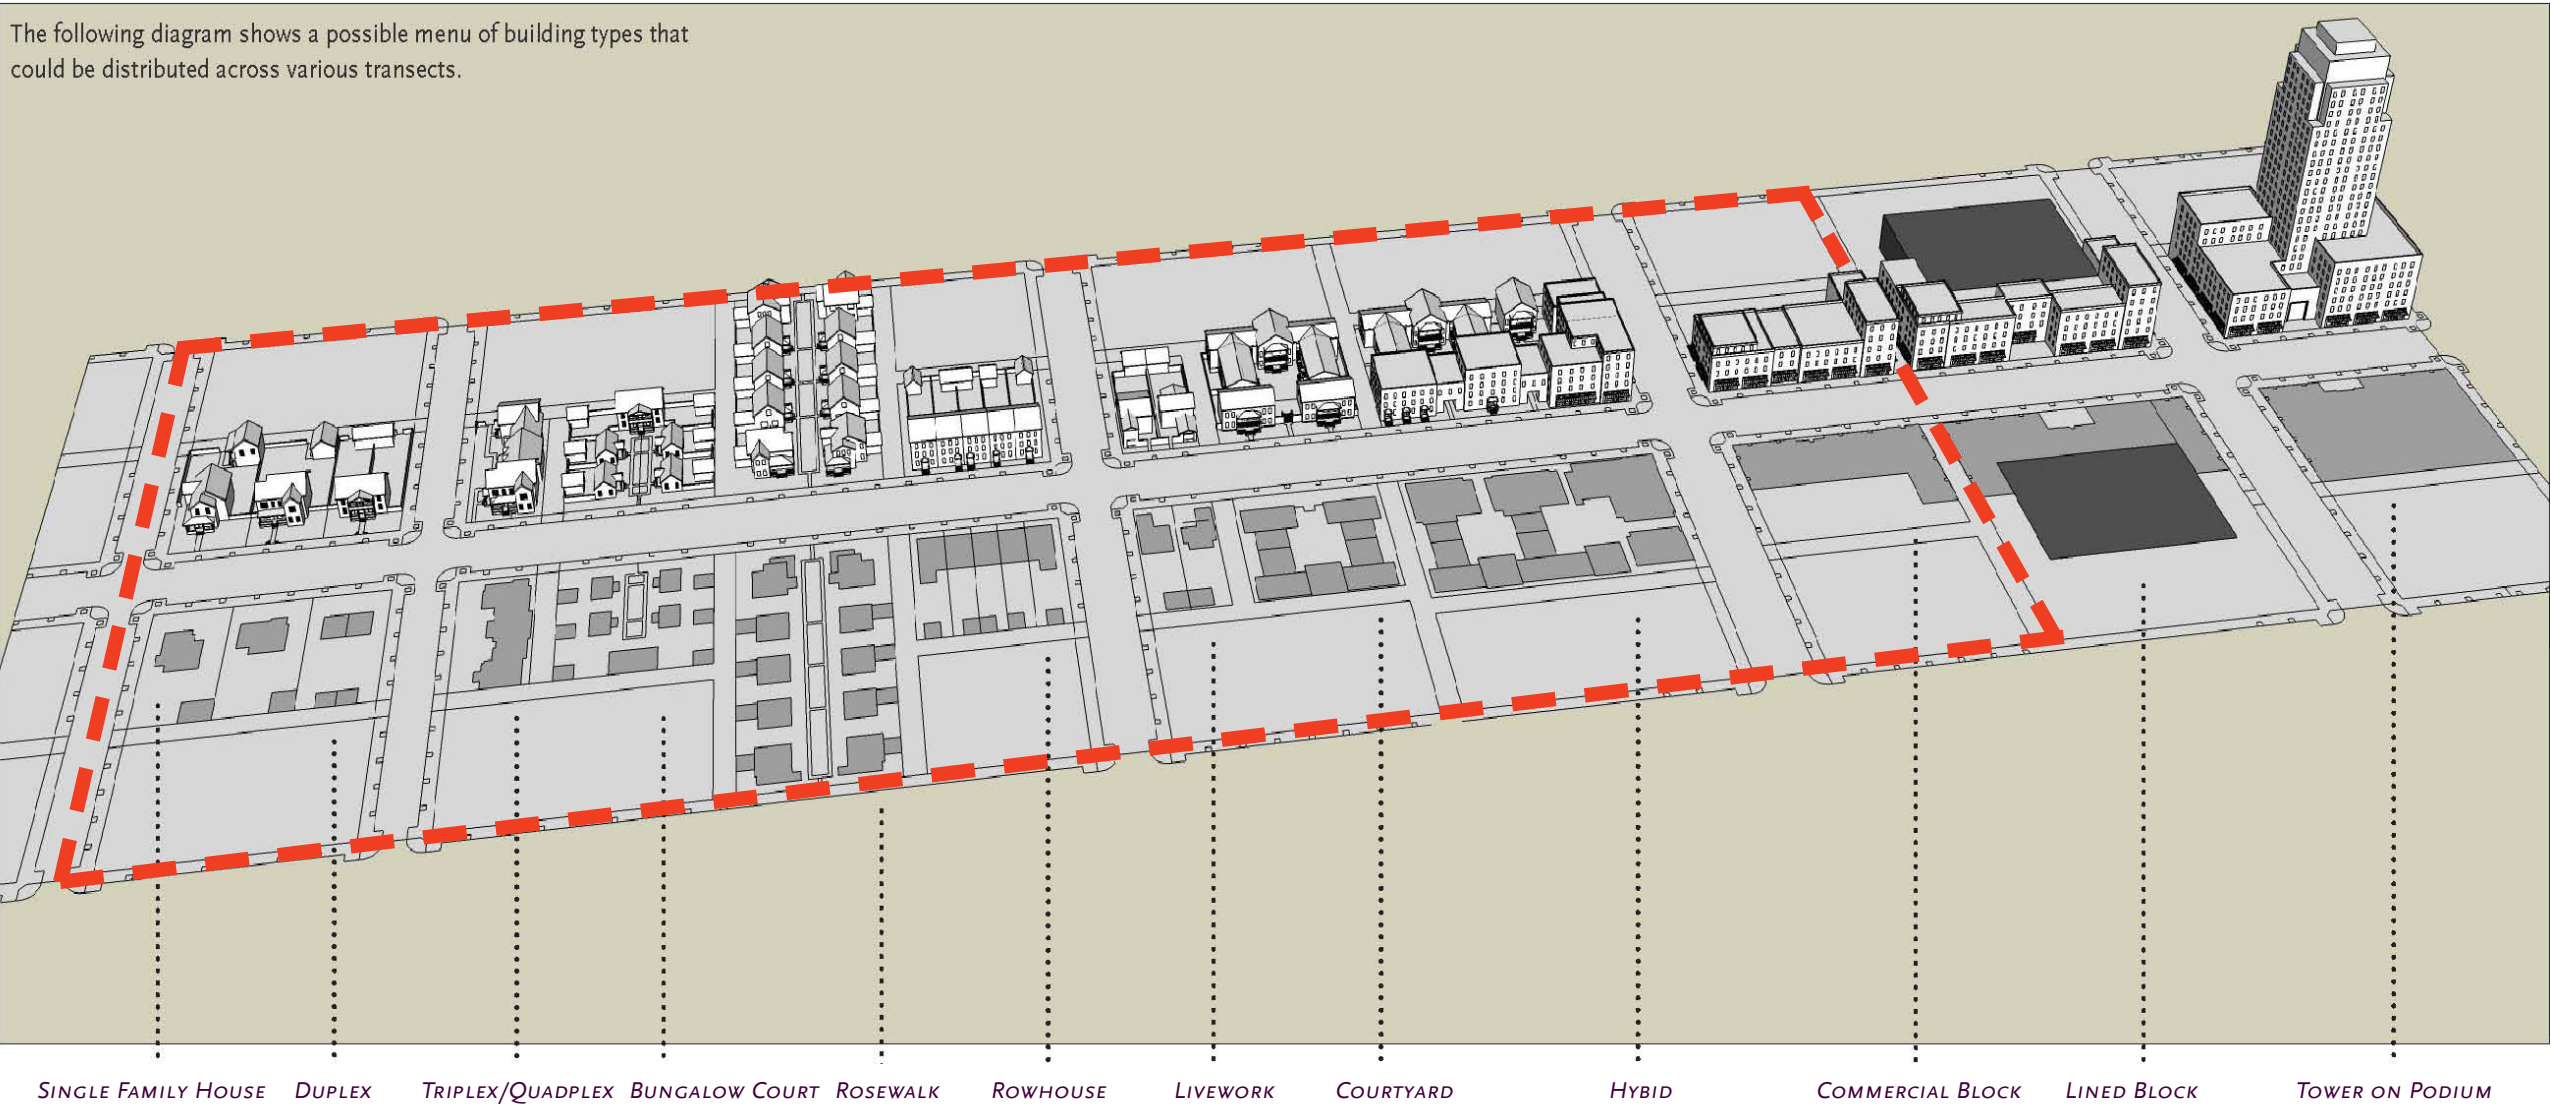 The following diagram shows a possible menu of building types that
could be distributed across various transects.
Single Family House Duplex Triplex/Quadplex Bungalow Court Rosewalk Rowhouse Livework Courtyard Hybid Commercial Block Lined Block Tower on Podium